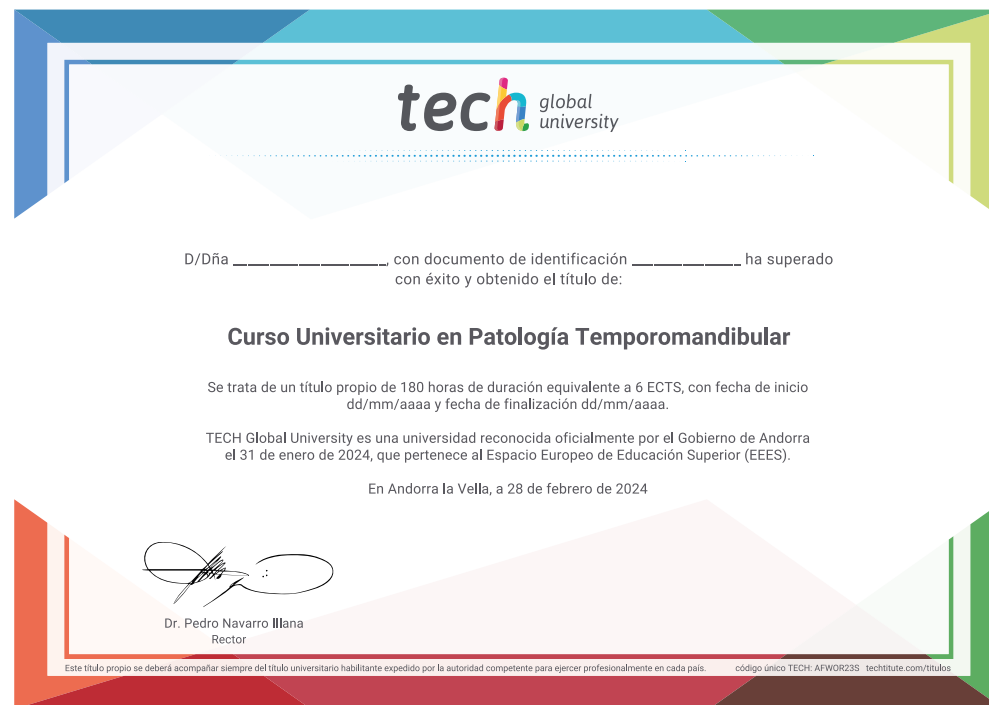 tech global university
D/Dña ______________, con documento de identificación __________ ha superado
con éxito y obtenido el título de:
Curso Universitario en Patología Temporomandibular
Se trata de un título propio de 180 horas de duración equivalente a 6 ECTS, con fecha de inicio
dd/mm/aaaa y fecha de finalización dd/mm/aaaa.
TECH Global University es una universidad reconocida oficialmente por el Gobierno de Andorra
el 31 de enero de 2024, que pertenece al Espacio Europeo de Educación Superior (EEES).
En Andorra la Vella, a 28 de febrero de 2024
Dr. Pedro Navarro Illana
Rector
Este título propio se deberá acompañar siempre del título universitario habilitante expedido por la autoridad competente para ejercer profesionalmente en cada país. código único TECH: AFWOR23S techtitute.com/titulos